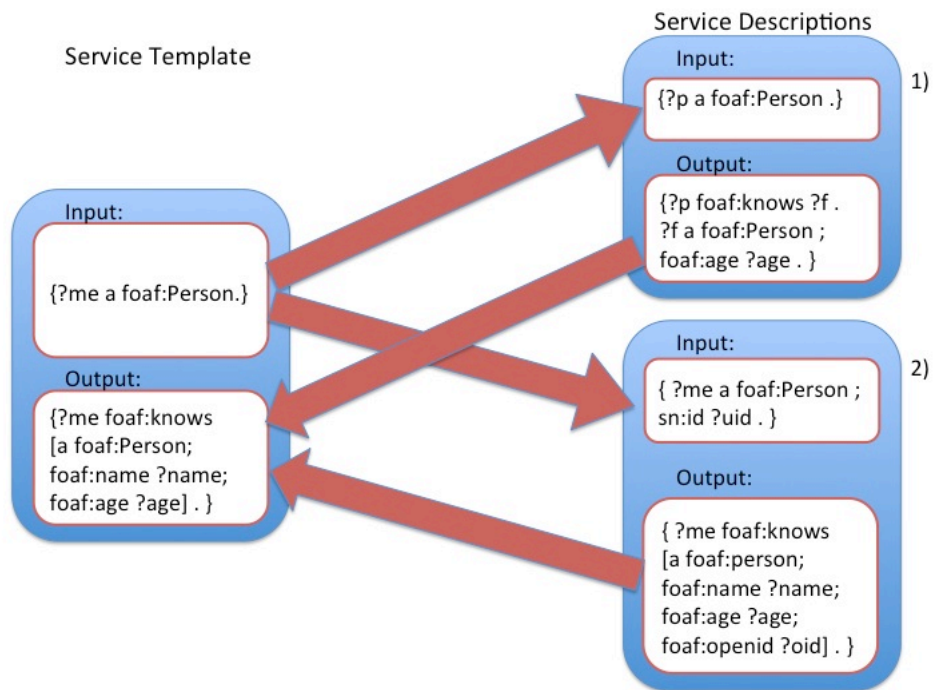 Service Template
Input:
{?me a foaf:Person.}
Output:
{?me foaf:knows
[a foaf:Person;
foaf:name ?name;
foaf:age ?age] . }
Service Descriptions
1)
Input:
{?p a foaf:Person .}
Output:
{?p foaf:knows ?f .
?f a foaf:Person ;
foaf:age ?age . }
2)
Input:
{ ?me a foaf:Person ;
sn:id ?uid . }
Output:
{ ?me foaf:knows
[a foaf:person;
foaf:name ?name;
foaf:age ?age;
foaf:openid ?oid] . }